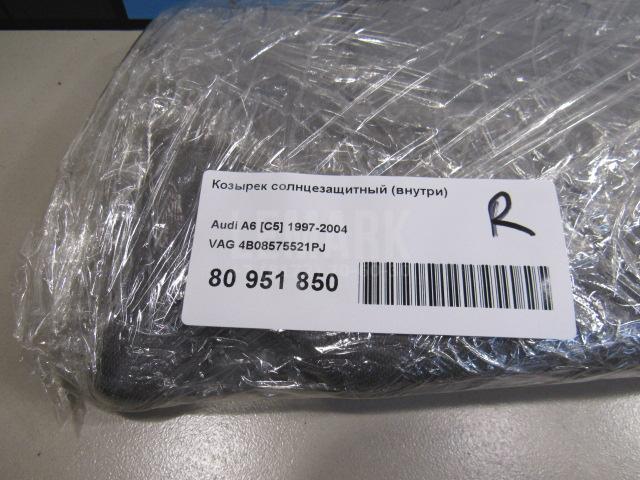 Козырек солнцезащитный (внутри)
R
Audi A6 [C5] 1997-2004
VAG 4B08575521PJ
80 951 850